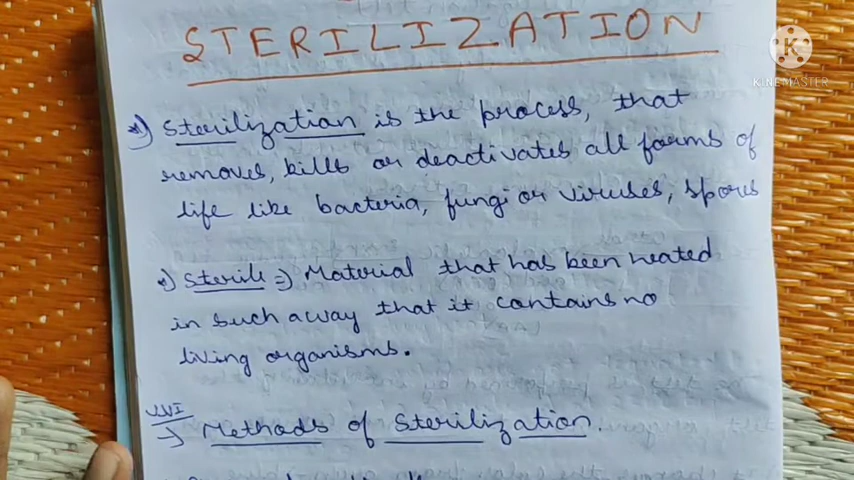 STERILIZATION
KINEMASTER
*) Sterilization is the process, that
removes, kills or deactivates all forms of
life like bacteria, fungi or viruses, spores
*) Sterile => Material that has been heated
in such a way that it contains no
living organisms.
VVI
→ Methods of Sterilization.